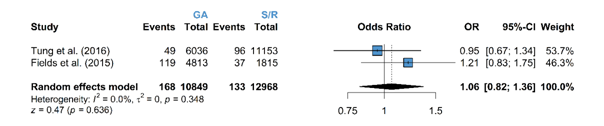 GA S/R
Study Events Total Events Total Odds Ratio OR 95%-CI Weight
Tung et al. (2016) 49 6036 96 11153 0.95 [0.67; 1.34] 53.7%
Fields et al. (2015) 119 4813 37 1815 1.21 [0.83; 1.75] 46.3%
Random effects model 168 10849 133 12968 1.06 [0.82; 1.36] 100.0%
Heterogeneity: I² = 0.0%, τ² = 0, p = 0.348
z = 0.47 (p = 0.636)
0.75 1 1.5